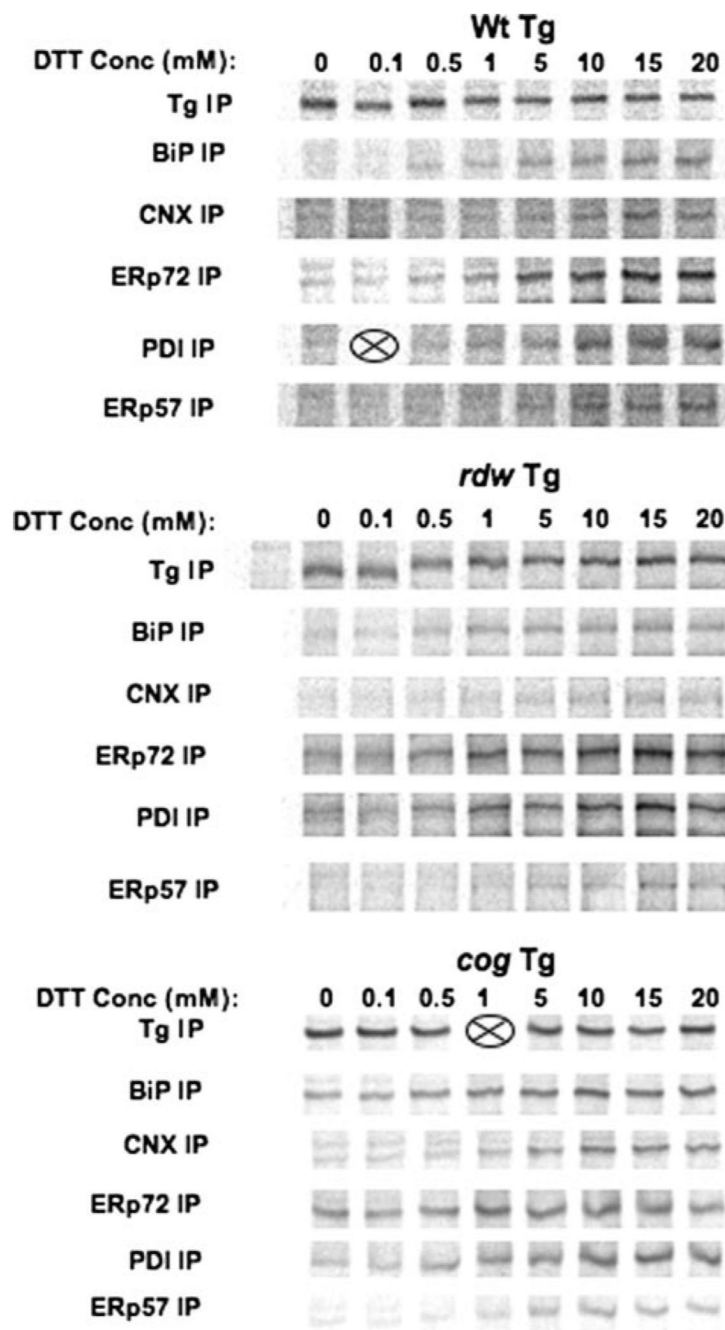 Wt Tg
DTT Conc (mM): 0 0.1 0.5 1 5 10 15 20
Tg IP
BiP IP
CNX IP
ERp72 IP
PDI IP
ERp57 IP
rdw Tg
DTT Conc (mM): 0 0.1 0.5 1 5 10 15 20
Tg IP
BiP IP
CNX IP
ERp72 IP
PDI IP
ERp57 IP
cog Tg
DTT Conc (mM): 0 0.1 0.5 1 5 10 15 20
Tg IP
BiP IP
CNX IP
ERp72 IP
PDI IP
ERp57 IP